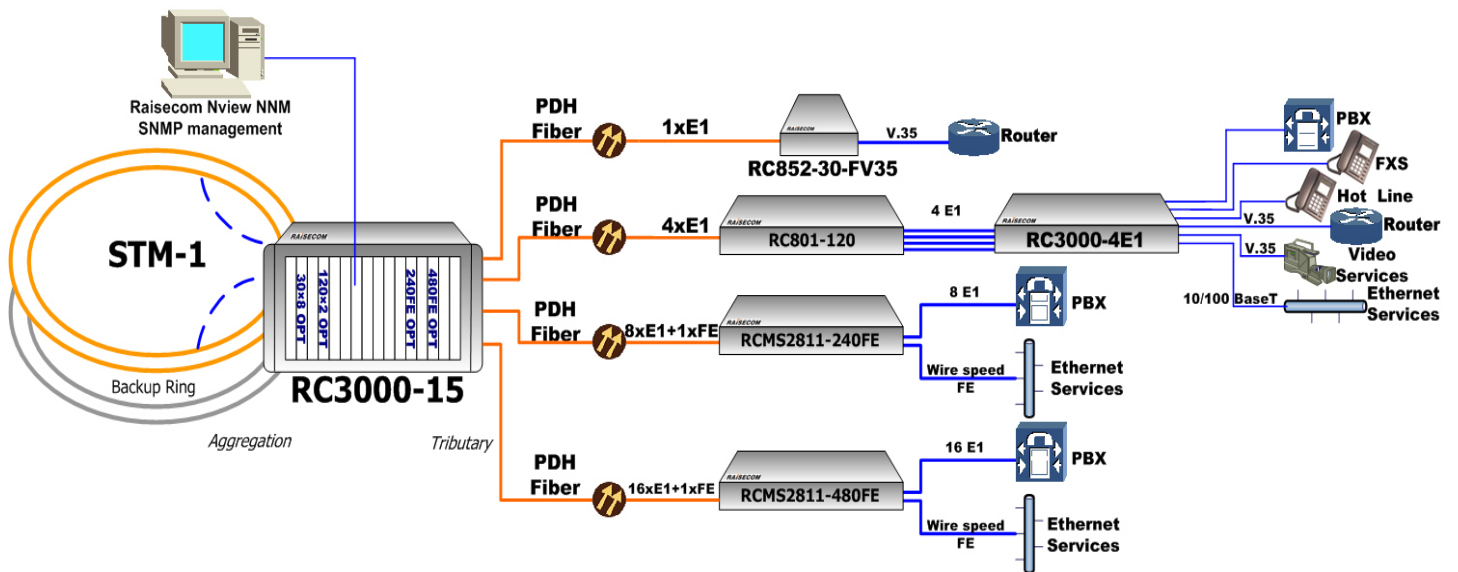 Raisecom Nview NNM
SNMP management
STM-1
Backup Ring
Aggregation
RAISECOM
30×8 OPT
120×2 OPT
240FE OPT
480FE OPT
RC3000-15
Tributary
PDH
Fiber
1xE1
RAISECOM
RC852-30-FV35
V.35
Router
PDH
Fiber
4xE1
RAISECOM
RC801-120
4 E1
RAISECOM
RC3000-4E1
PBX
FXS
Hot Line
V.35
Router
V.35
Video
Services
10/100 BaseT
Ethernet
Services
PDH
Fiber
8xE1+1xFE
RAISECOM
RCMS2811-240FE
8 E1
PBX
Wire speed
FE
Ethernet
Services
PDH
Fiber
16xE1+1xFE
RAISECOM
RCMS2811-480FE
16 E1
PBX
Wire speed
FE
Ethernet
Services